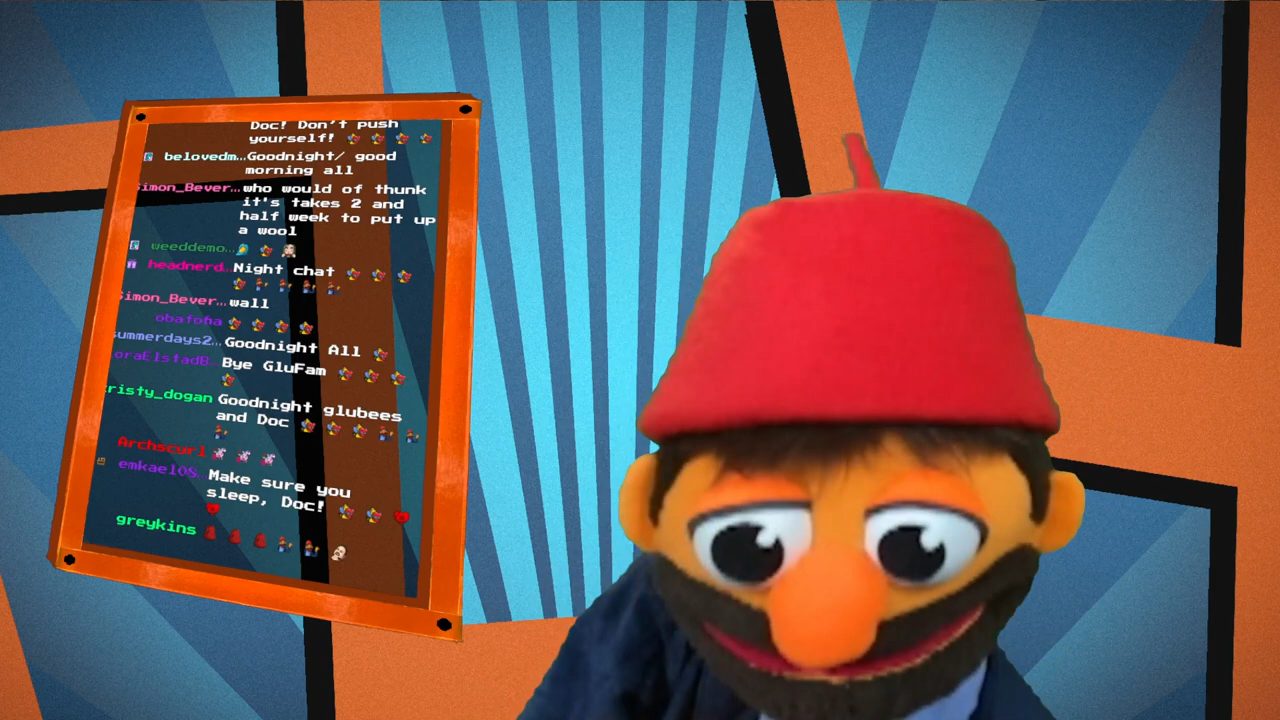 Doc! Don't push
yourself!
belovedm... Goodnight/ good
morning all
Simon_Bever... who would of thunk
it's takes 2 and
half week to put up
a wool
weeddemo...
headnerd... Night chat
Simon_Bever... wall
obafoha
ummerdays2... Goodnight All
oraElstadB... Bye GluFam
risty_dogan Goodnight glubees
and Doc
Archscurl
emkael08... Make sure you
sleep, Doc!
greykins